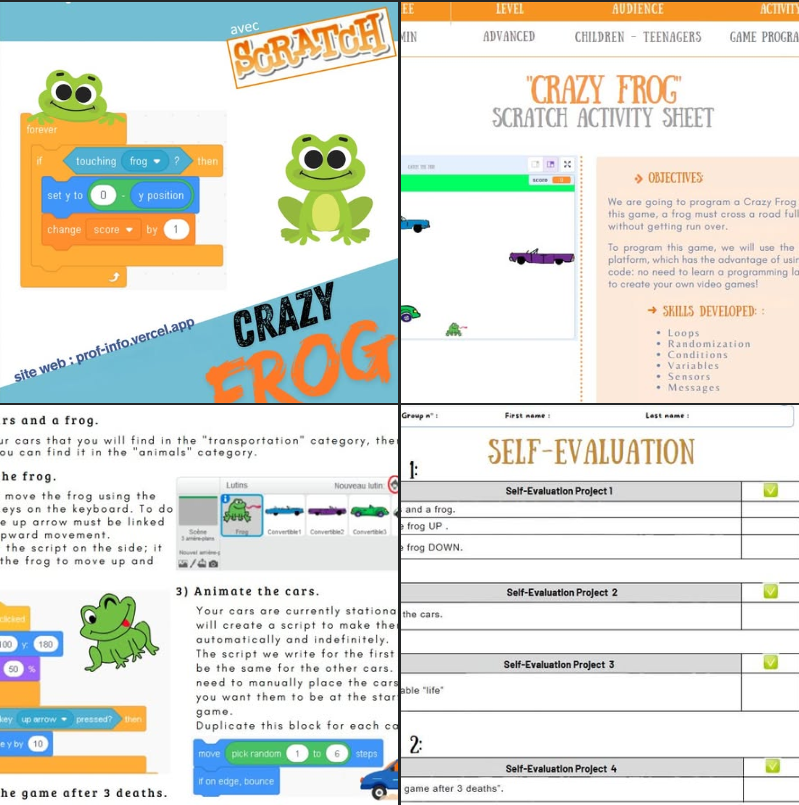 avec
SCRATCH
forever
if touching frog ? then
set y to 0 - y position
change score by 1
CRAZY
FROG
site web : prof-info.vercel.app
LEVEL AUDIENCE ACTIVITY
MIN ADVANCED CHILDREN - TEENAGERS GAME PROGRA
"CRAZY FROG"
SCRATCH ACTIVITY SHEET
score
OBJECTIVES:
We are going to program a Crazy Frog
this game, a frog must cross a road full
without getting run over.
To program this game, we will use the
platform, which has the advantage of usin
code: no need to learn a programming la
to create your own video games!
SKILLS DEVELOPED: :
• Loops
• Randomization
• Conditions
• Variables
• Sensors
• Messages
rs and a frog.
ur cars that you will find in the "transportation" category, the
ou can find it in the "animals" category.
he frog.
move the frog using the
eys on the keyboard. To do
e up arrow must be linked
pward movement.
the script on the side; it
the frog to move up and
Lutins Nouveau lutin:
Scène
Frog Convertible1 Convertible2 Convertible3
clicked
100 y: 180
50 %
key up arrow pressed? then
e y by 10
he game after 3 deaths.
3) Animate the cars.
Your cars are currently stationa
will create a script to make the
automatically and indefinitely.
The script we write for the first
be the same for the other cars.
need to manually place the cars
you want them to be at the star
game.
Duplicate this block for each ca
move pick random 1 to 6 steps
if on edge, bounce
Group n° : First name : Last name :
SELF-EVALUATION
1:
Self-Evaluation Project 1
and a frog.
e frog UP .
e frog DOWN.
Self-Evaluation Project 2
the cars.
Self-Evaluation Project 3
able "life"
2:
Self-Evaluation Project 4
game after 3 deaths".